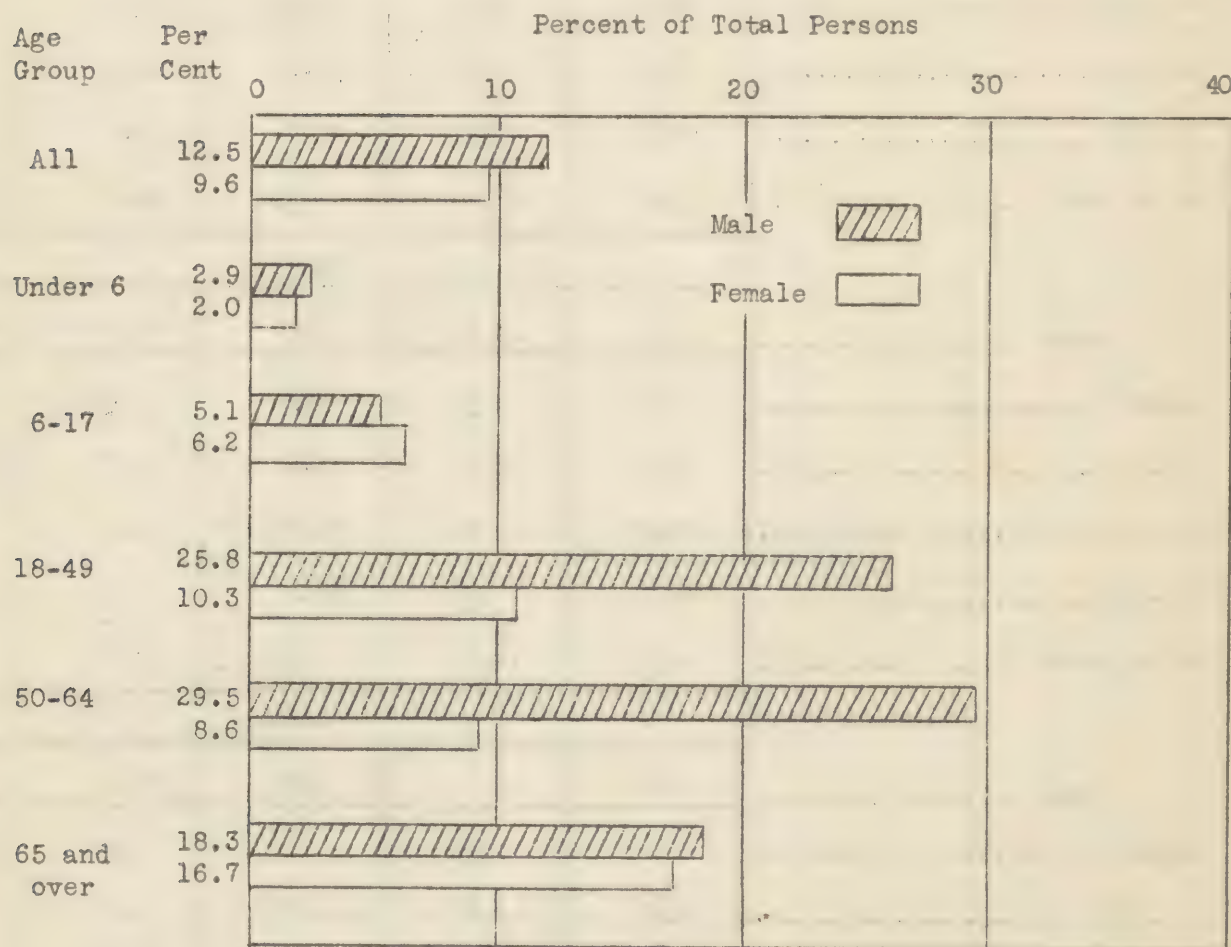 Percent of Total Persons
Age Group
Per Cent
0 10 20 30 40
All 12.5
9.6
Male
Female
Under 6 2.9
2.0
6-17 5.1
6.2
18-49 25.8
10.3
50-64 29.5
8.6
65 and over 18.3
16.7